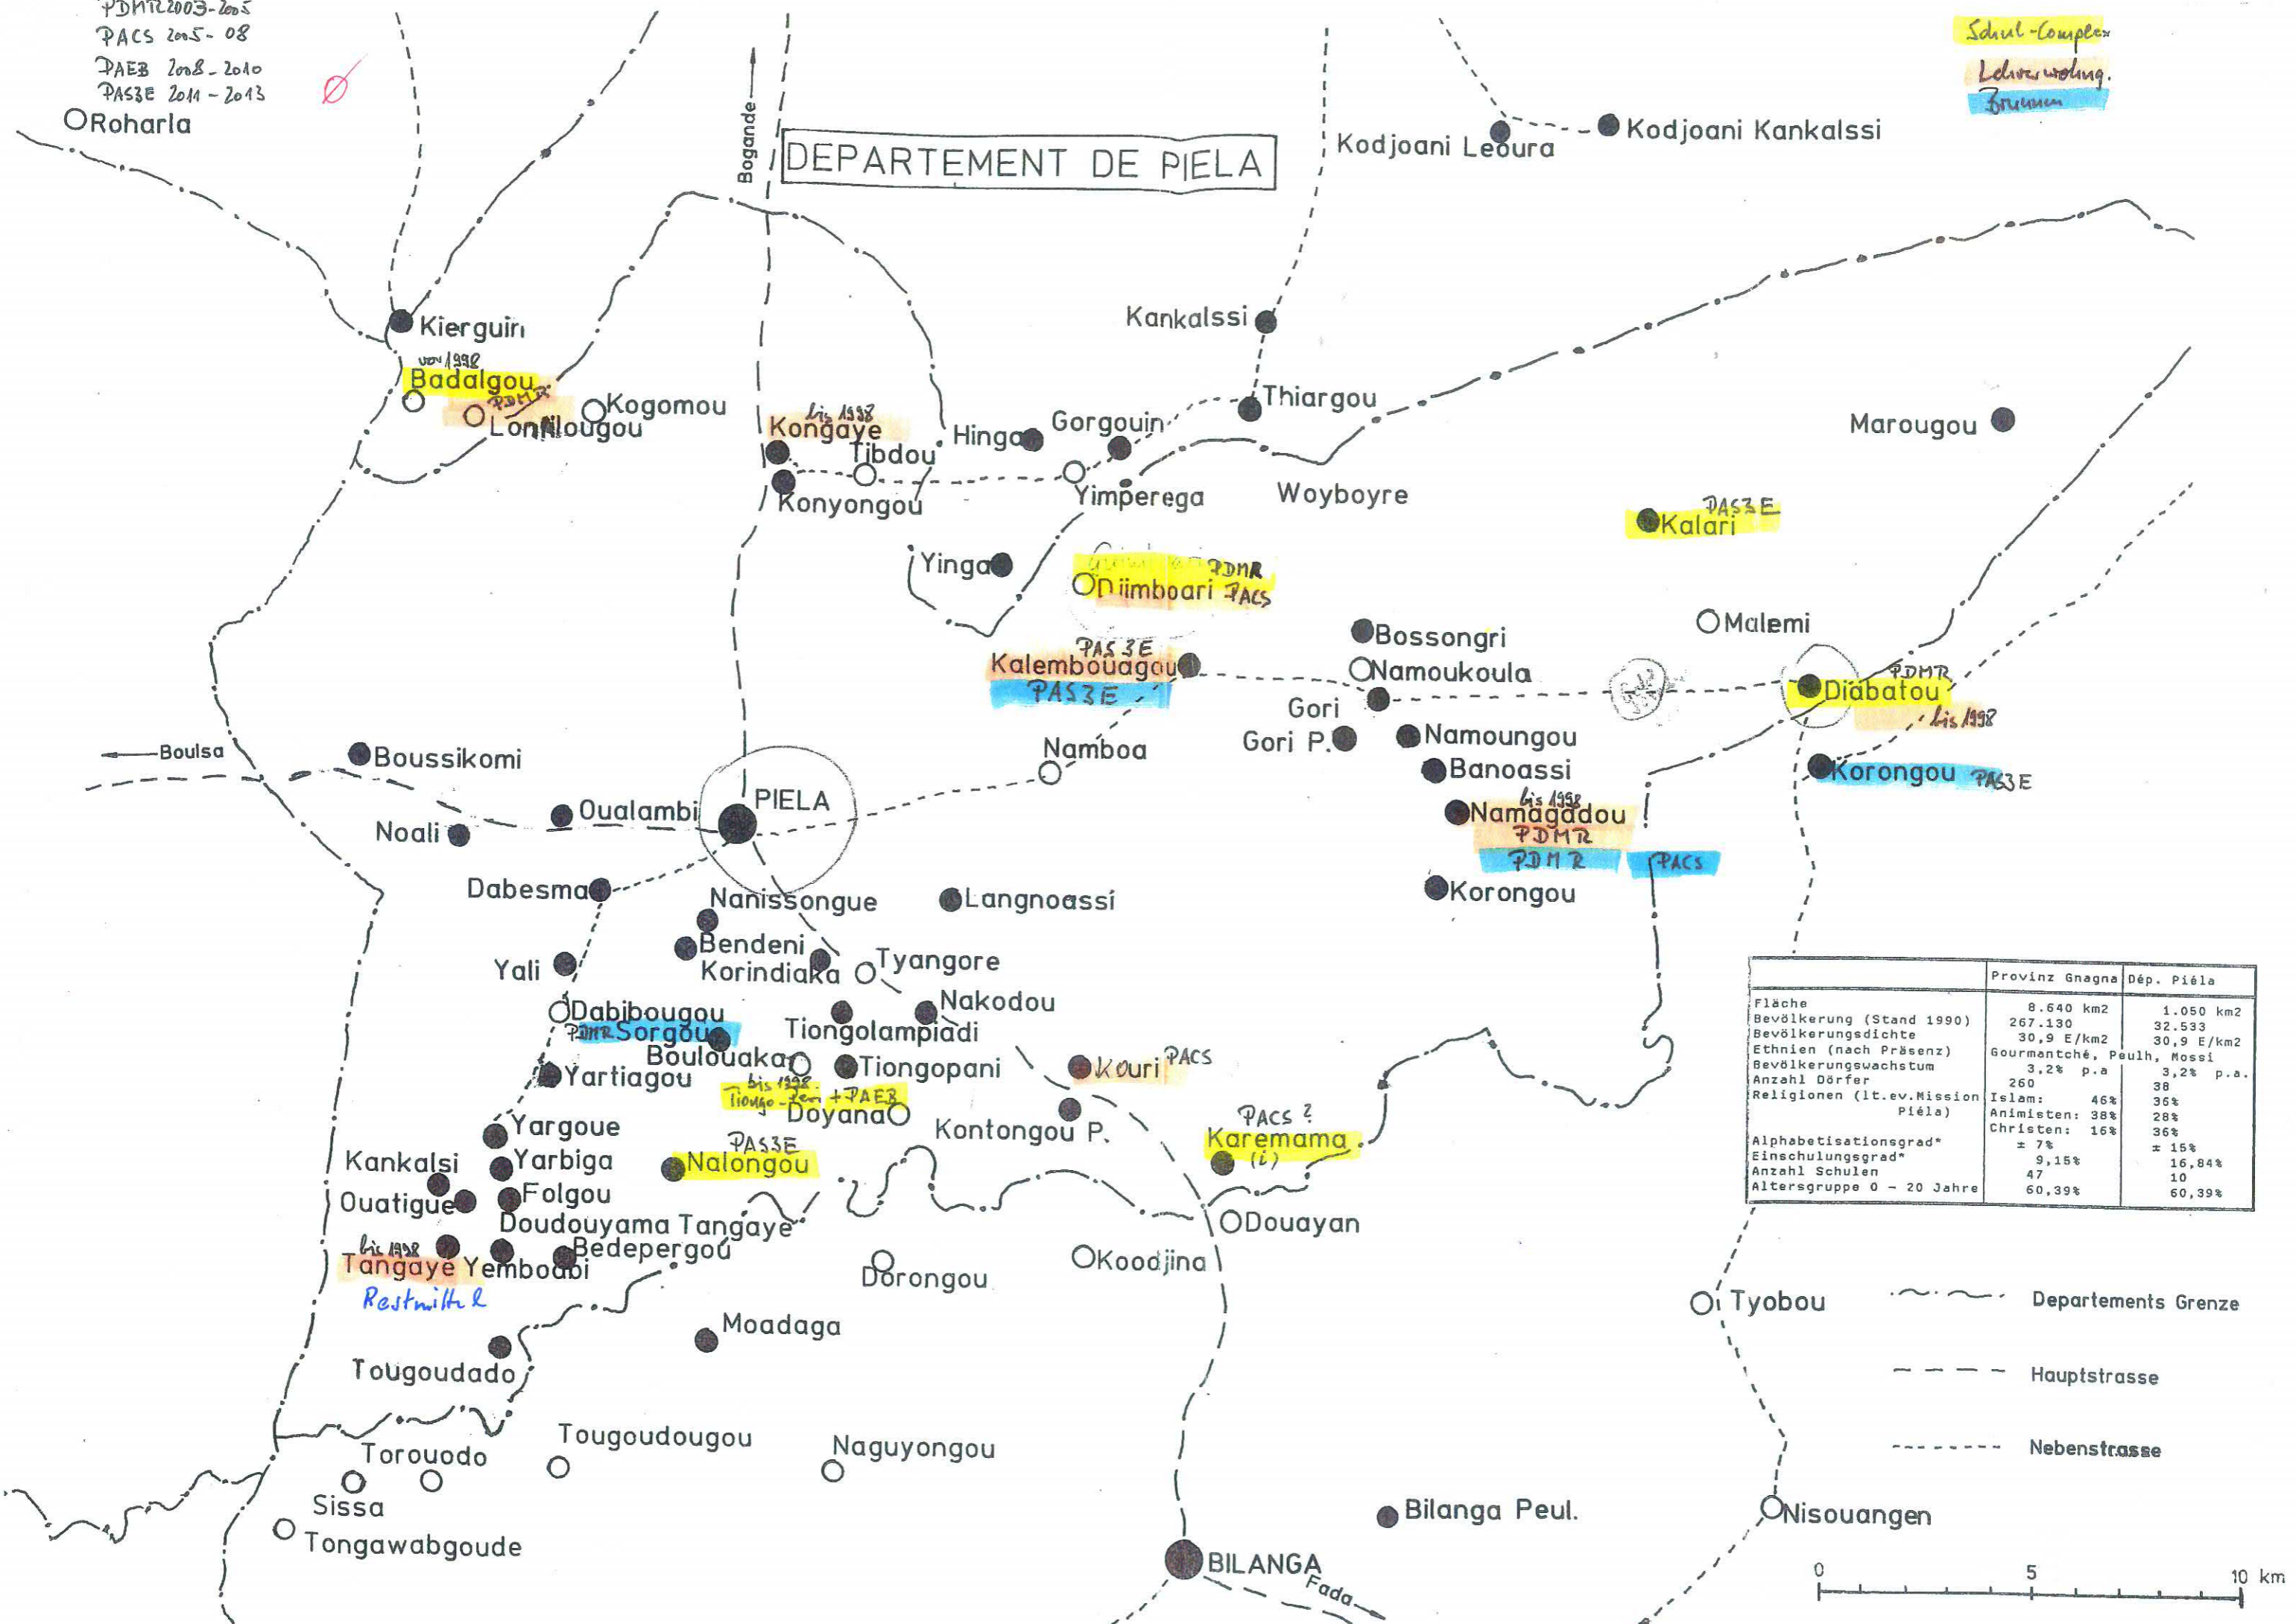 PDMR 2003-2005
PACS 2005-08
PAEB 2008-2010
PAS3E 2011-2013
Schul-Complex
Lehrerwohng.
Brunnen
Roharla
Bogande
DEPARTEMENT DE PIELA
Kodjoani Leoura
Kodjoani Kankalssi
Kierguin
Kankalssi
vor 1998
Badalgou
PDMR
Lonnilougou
Kogomou
bis 1998
Kongaye
Tibdou
Konyongou
Hinga
Gorgouin
Thiargou
Marougou
Yimperega
Woyboyre
PAS3E
Kalari
Yinga
PDMR
Djimboari PACS
Malemi
Bossongri
PAS3E
Kalembouagou
PAS3E
Namoukoula
PDMR
Diabatou
bis 1998
Gori
Gori P.
Namoungou
Boulsa
Boussikomi
Namboa
Banoassi
Korongou PAS3E
PIELA
Oualambi
Noali
bis 1998
Namagadou
PDMR
PDMR
PACS
Dabesma
Nanissongue
Langnoassi
Korongou
Bendeni
Korindiaka
Tyangore
Yali
Dabibougou
Nakodou
PDMR Sorgou
Tiongolampiadi
Boulouaka
Tiongopani
Kouri PACS
Yartiagou
bis 1998
Tiongo-Peni + PAEB
Doyana
Kontongou P.
PACS ?
Karemama
(i)
Yargoue
PAS3E
Nalongou
Kankalsi
Yarbiga
Ouatigue
Folgou
Doudouyama Tangaye
Douayan
bis 1998
Bedepergou
Tangaye Yemboabi
Restmittel
Dorongou
Koodjina
Moadaga
Tougoudado
Tyobou
Torouodo
Tougoudougou
Naguyongou
Sissa
Tongawabgoude
Bilanga Peul.
Nisouangen
BILANGA
Fada
Provinz Gnagna Dép. Piéla
Fläche 8.640 km2 1.050 km2
Bevölkerung (Stand 1990) 267.130 32.533
Bevölkerungsdichte 30,9 E/km2 30,9 E/km2
Ethnien (nach Präsenz) Gourmantché, Peulh, Mossi
Bevölkerungswachstum 3,2% p.a 3,2% p.a.
Anzahl Dörfer 260 38
Religionen (lt.ev.Mission Islam: 46% 36%
Piéla) Animisten: 38% 28%
Christen: 16% 36%
Alphabetisationsgrad* ± 7% ± 15%
Einschulungsgrad* 9,15% 16,84%
Anzahl Schulen 47 10
Altersgruppe 0 - 20 Jahre 60,39% 60,39%
Departements Grenze
Hauptstrasse
Nebenstrasse
0 5 10 km